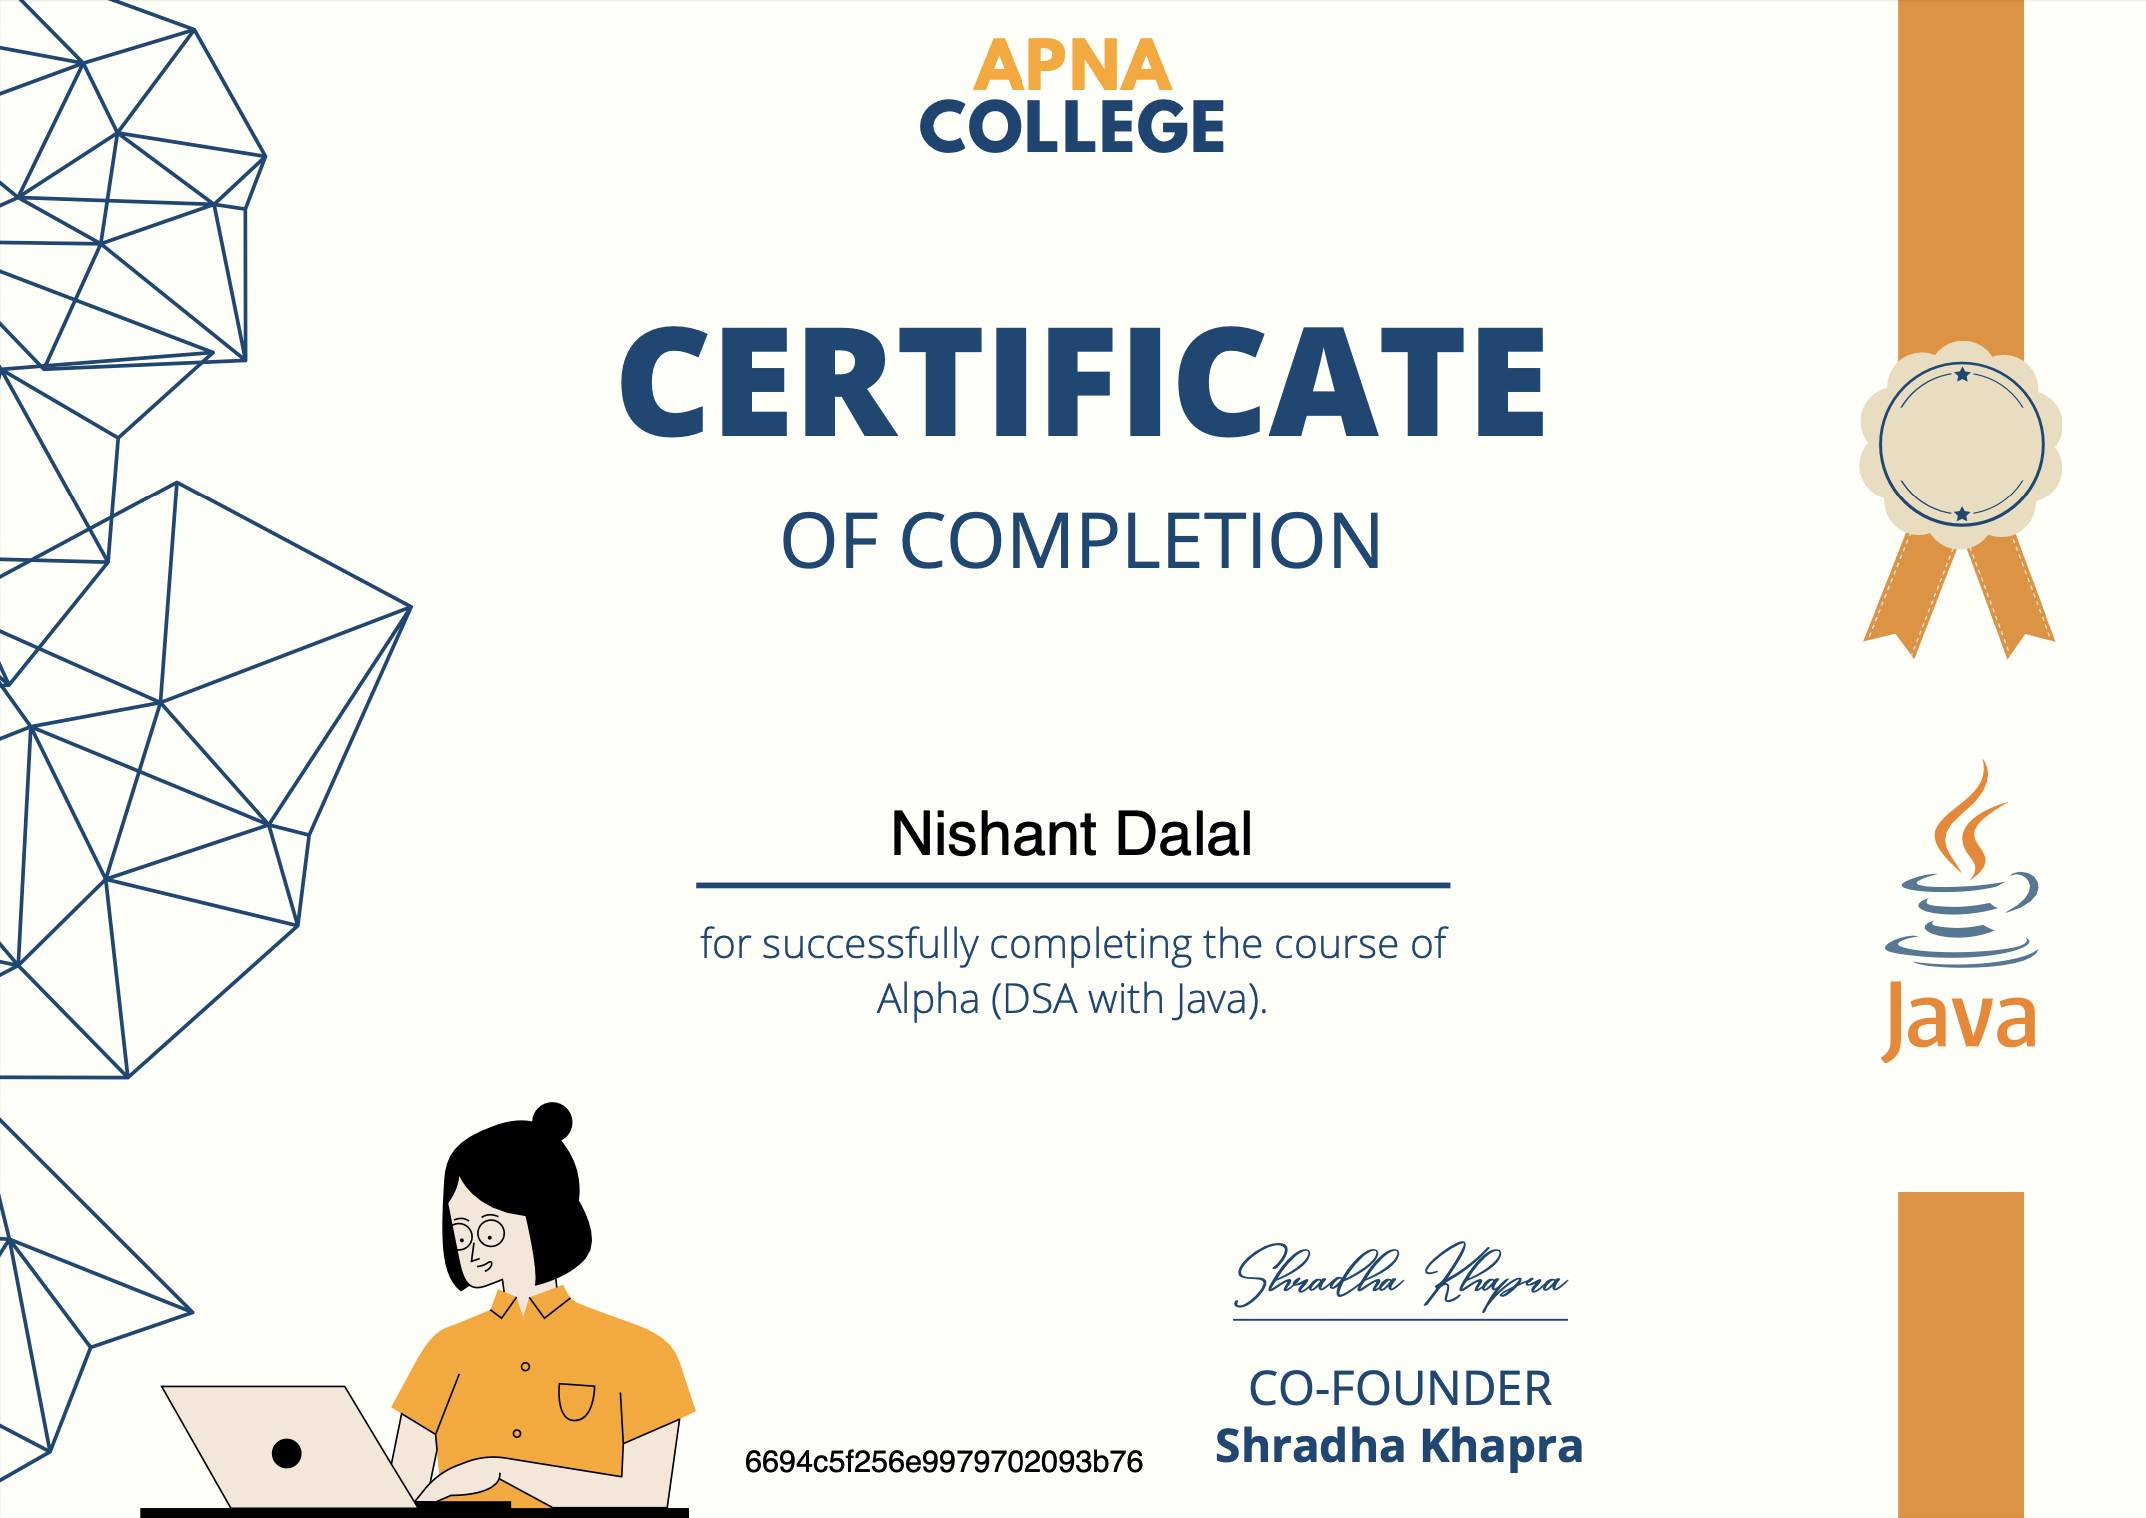 APNA
COLLEGE
CERTIFICATE
OF COMPLETION
Nishant Dalal
for successfully completing the course of
Alpha (DSA with Java).
Java
Shradha Khapra
CO-FOUNDER
Shradha Khapra
6694c5f256e9979702093b76